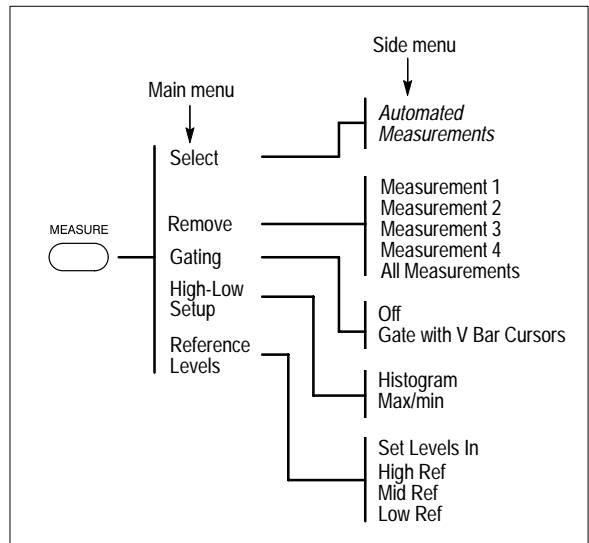 Side menu
Main menu
Automated
Measurements
Select
Measurement 1
Measurement 2
Measurement 3
Measurement 4
All Measurements
Remove
MEASURE
Gating
High-Low
Setup
Off
Gate with V Bar Cursors
Reference
Levels
Histogram
Max/min
Set Levels In
High Ref
Mid Ref
Low Ref